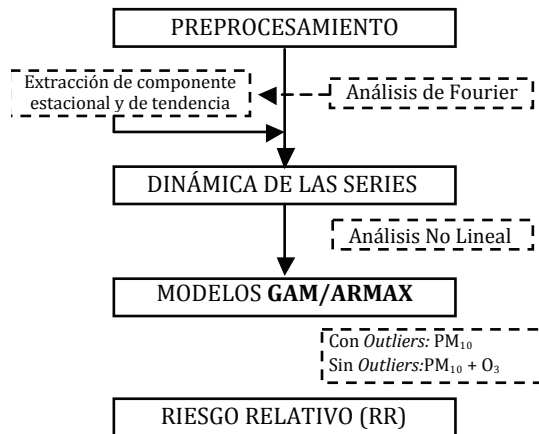 PREPROCESAMIENTO
Extracción de componente
estacional y de tendencia
Análisis de Fourier
DINÁMICA DE LAS SERIES
Análisis No Lineal
MODELOS GAM/ARMAX
Con Outliers: PM₁₀
Sin Outliers:PM₁₀ + O₃
RIESGO RELATIVO (RR)